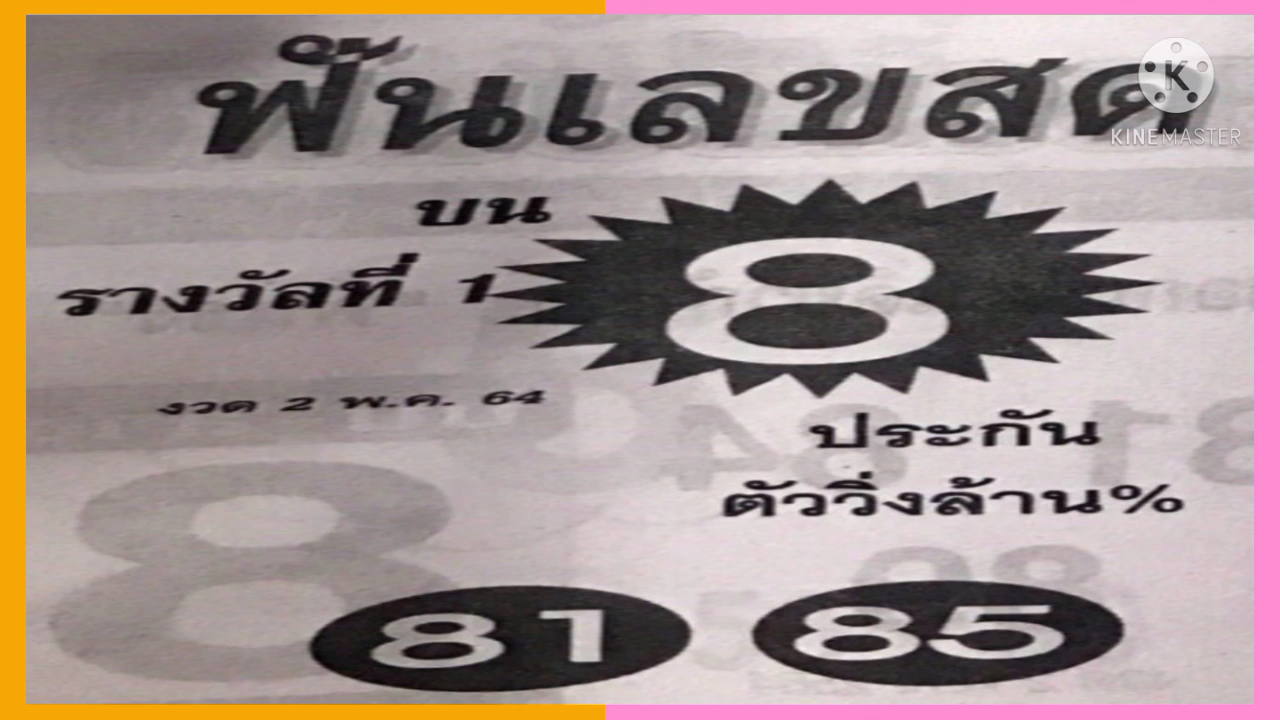 ฟันเลขสด
K
KINEMASTER
บน
รางวัลที่ 1
8
งวด 2 พ.ค. 64
ประกัน
ตัววิ่งล้าน%
8
81
85